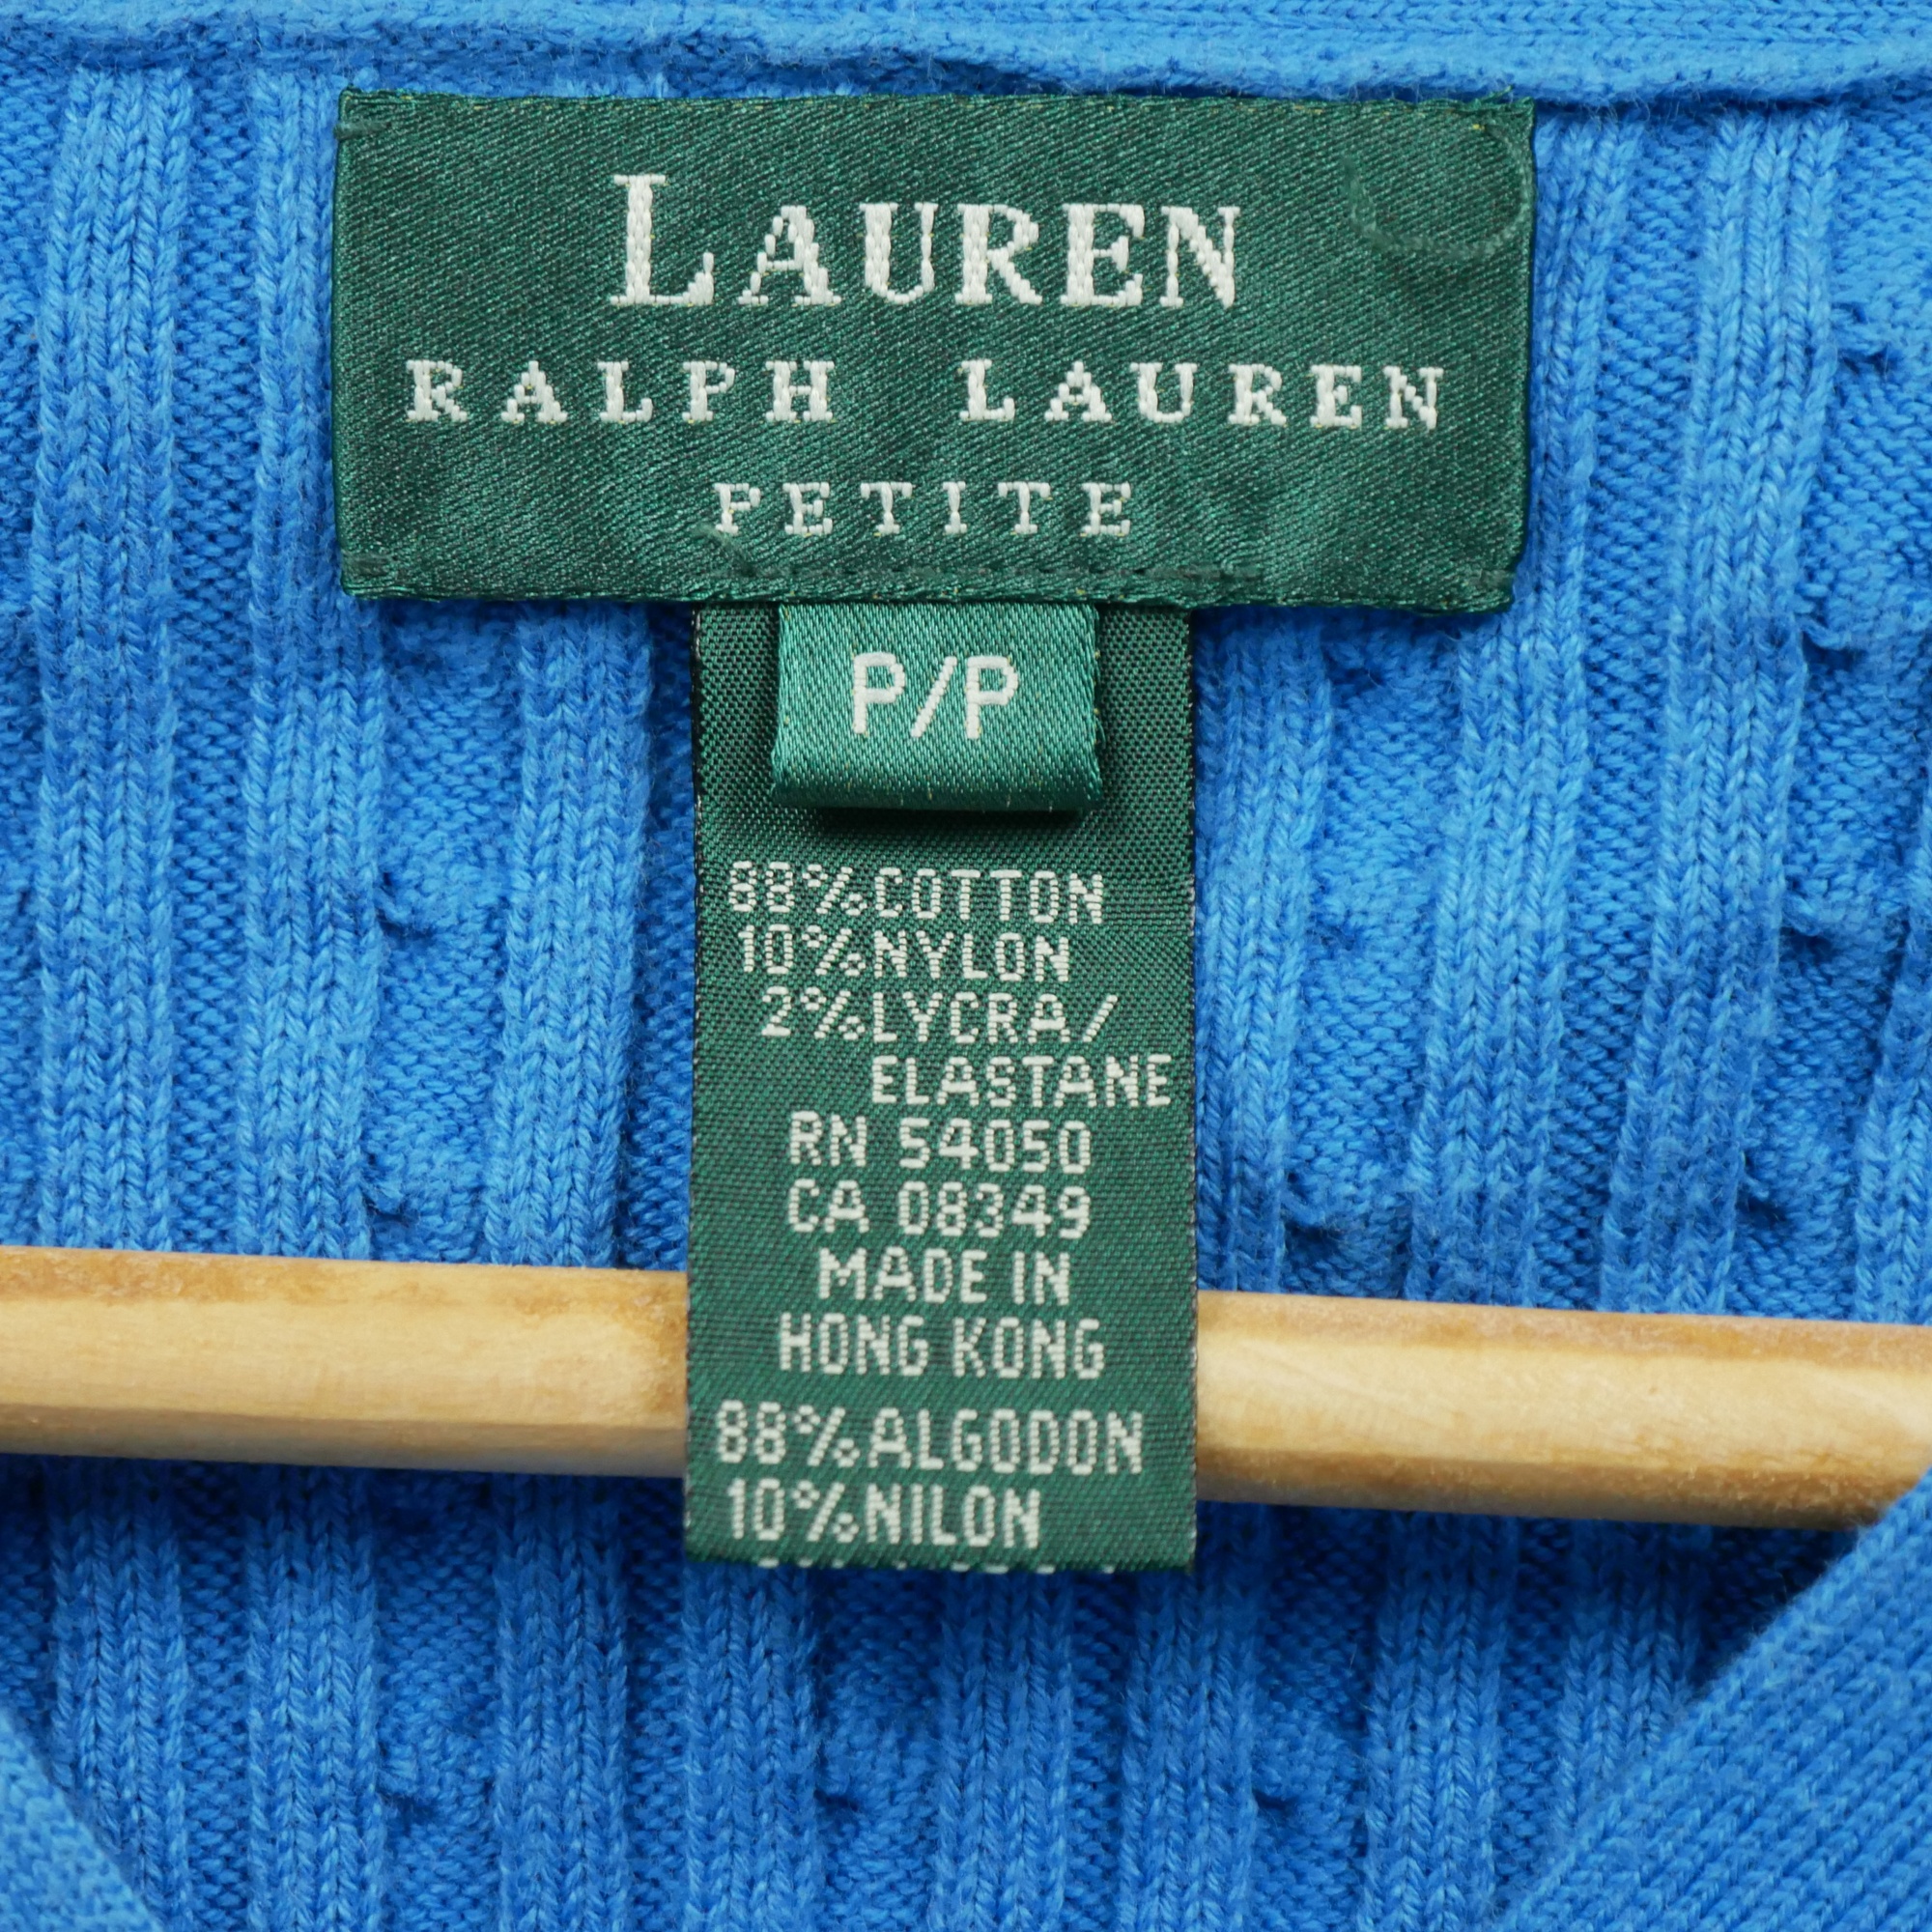 LAUREN
RALPH LAUREN
PETITE
P/P
88% COTTON
10% NYLON
2% LYCRA/
ELASTANE
RN 54050
CA 08349
MADE IN
HONG KONG
88% ALGODON
10% NILON